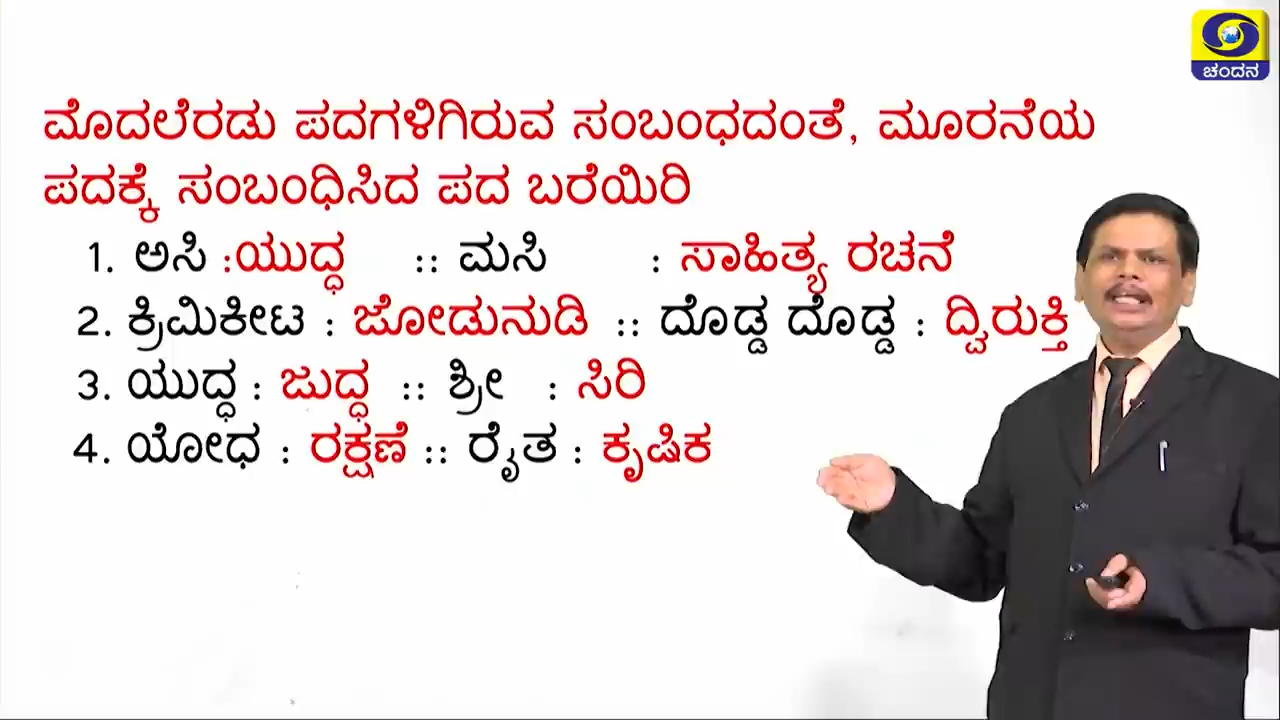 ಚಂದನ
ಮೊದಲೆರಡು ಪದಗಳಿಗಿರುವ ಸಂಬಂಧದಂತೆ, ಮೂರನೆಯ
ಪದಕ್ಕೆ ಸಂಬಂಧಿಸಿದ ಪದ ಬರೆಯಿರಿ
1. ಅಸಿ :ಯುದ್ಧ :: ಮಸಿ : ಸಾಹಿತ್ಯ ರಚನೆ
2. ಕ್ರಿಮಿಕೀಟ : ಜೋಡುನುಡಿ :: ದೊಡ್ಡ ದೊಡ್ಡ : ದ್ವಿರುಕ್ತಿ
3. ಯುದ್ಧ : ಜುದ್ಧ :: ಶ್ರೀ : ಸಿರಿ
4. ಯೋಧ : ರಕ್ಷಣೆ :: ರೈತ : ಕೃಷಿಕ